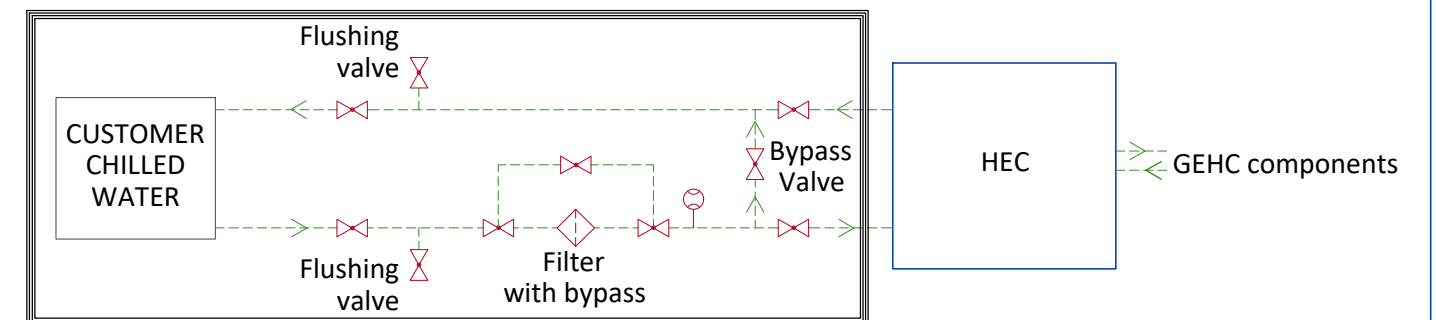 Flushing
valve
CUSTOMER
CHILLED
WATER
Bypass
Valve
HEC
GEHC components
Flushing
valve
Filter
with bypass